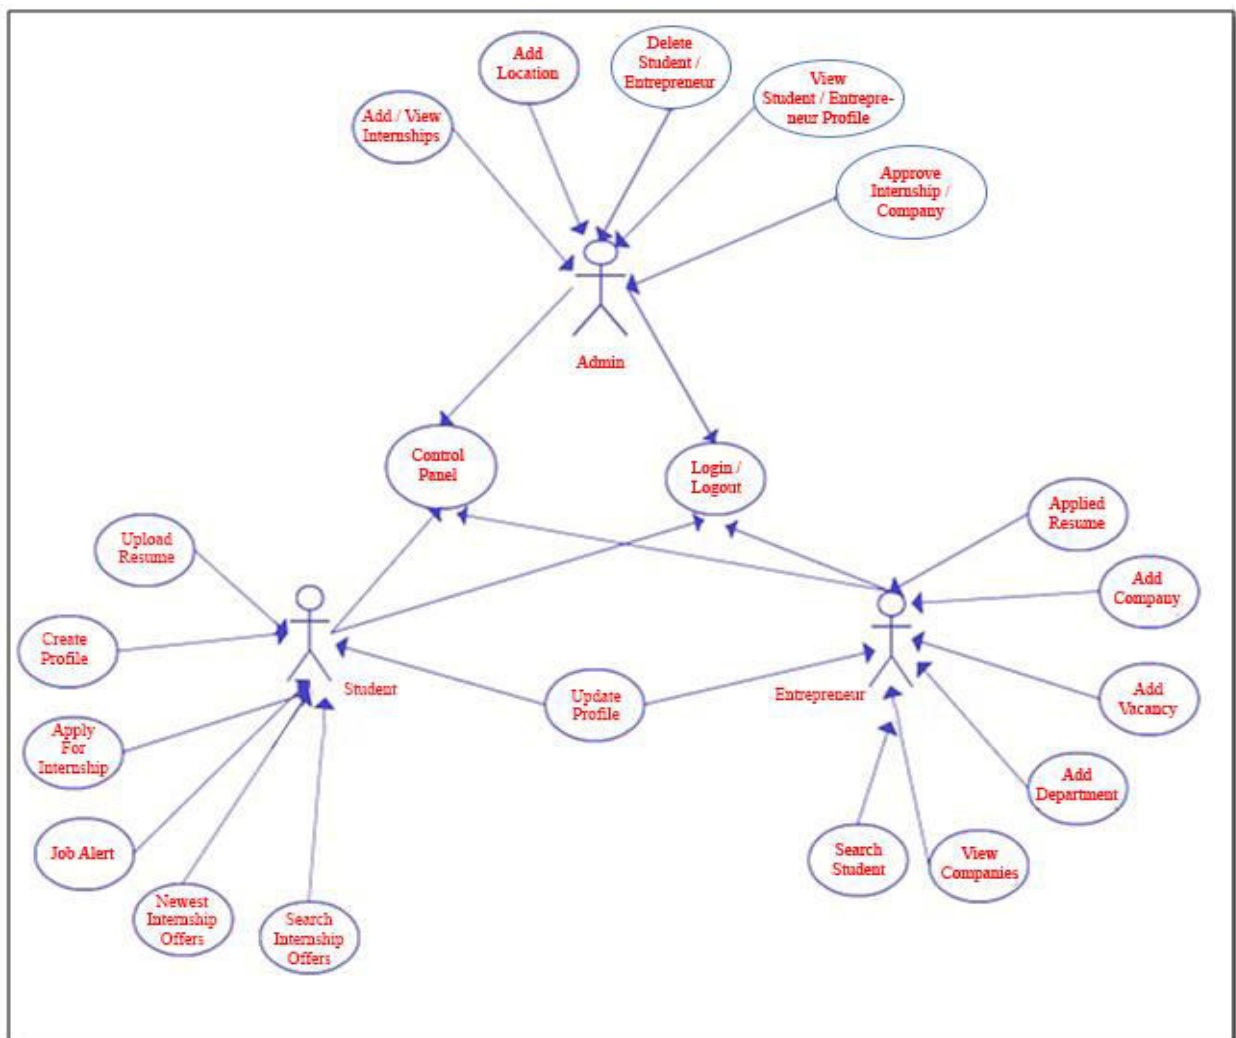 Add
Location
Delete
Student /
Entrepreneur
View
Student / Entrepre-
neur Profile
Add / View
Internships
Approve
Internship /
Company
Admin
Control
Panel
Login /
Logout
Applied
Resume
Upload
Resume
Add
Company
Create
Profile
Student
Update
Profile
Entrepreneur
Add
Vacancy
Apply
For
Internship
Add
Department
Job Alert
Search
Student
View
Companies
Newest
Internship
Offers
Search
Internship
Offers